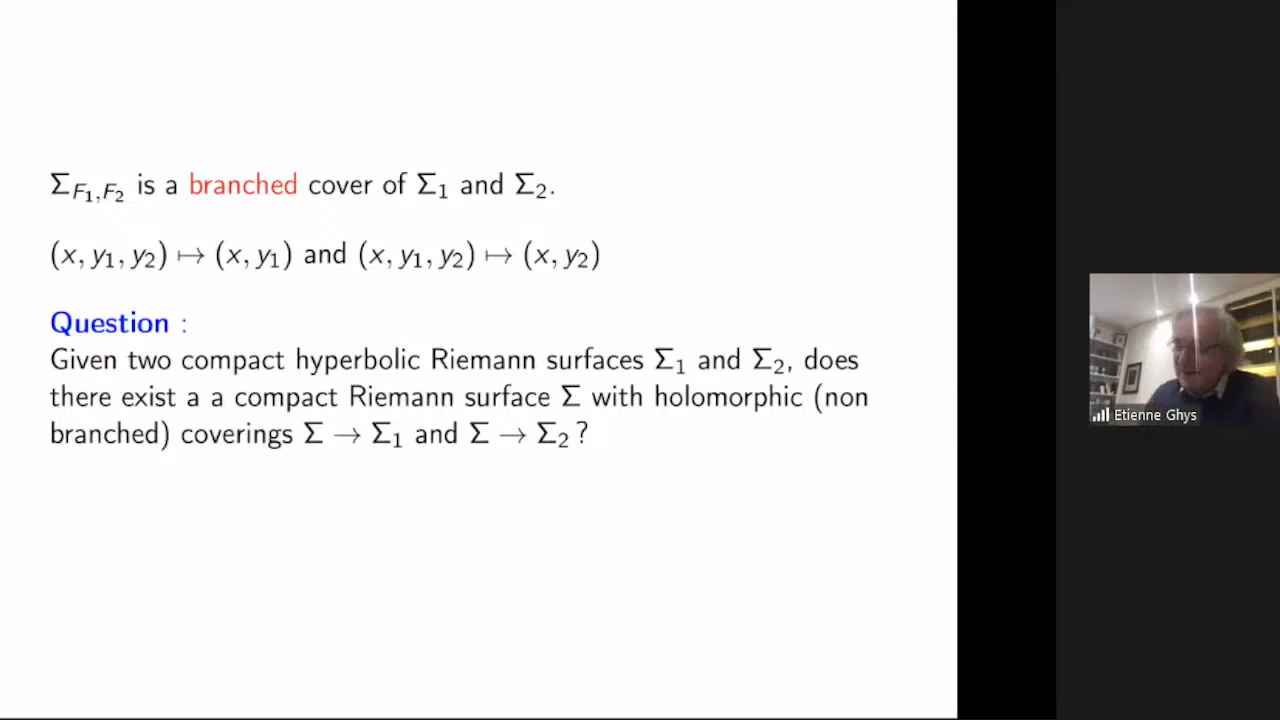 Σ_{F₁,F₂} is a branched cover of Σ₁ and Σ₂.
(x, y₁, y₂) ↦ (x, y₁) and (x, y₁, y₂) ↦ (x, y₂)
Question :
Given two compact hyperbolic Riemann surfaces Σ₁ and Σ₂, does
there exist a a compact Riemann surface Σ with holomorphic (non
branched) coverings Σ → Σ₁ and Σ → Σ₂ ?
Etienne Ghys